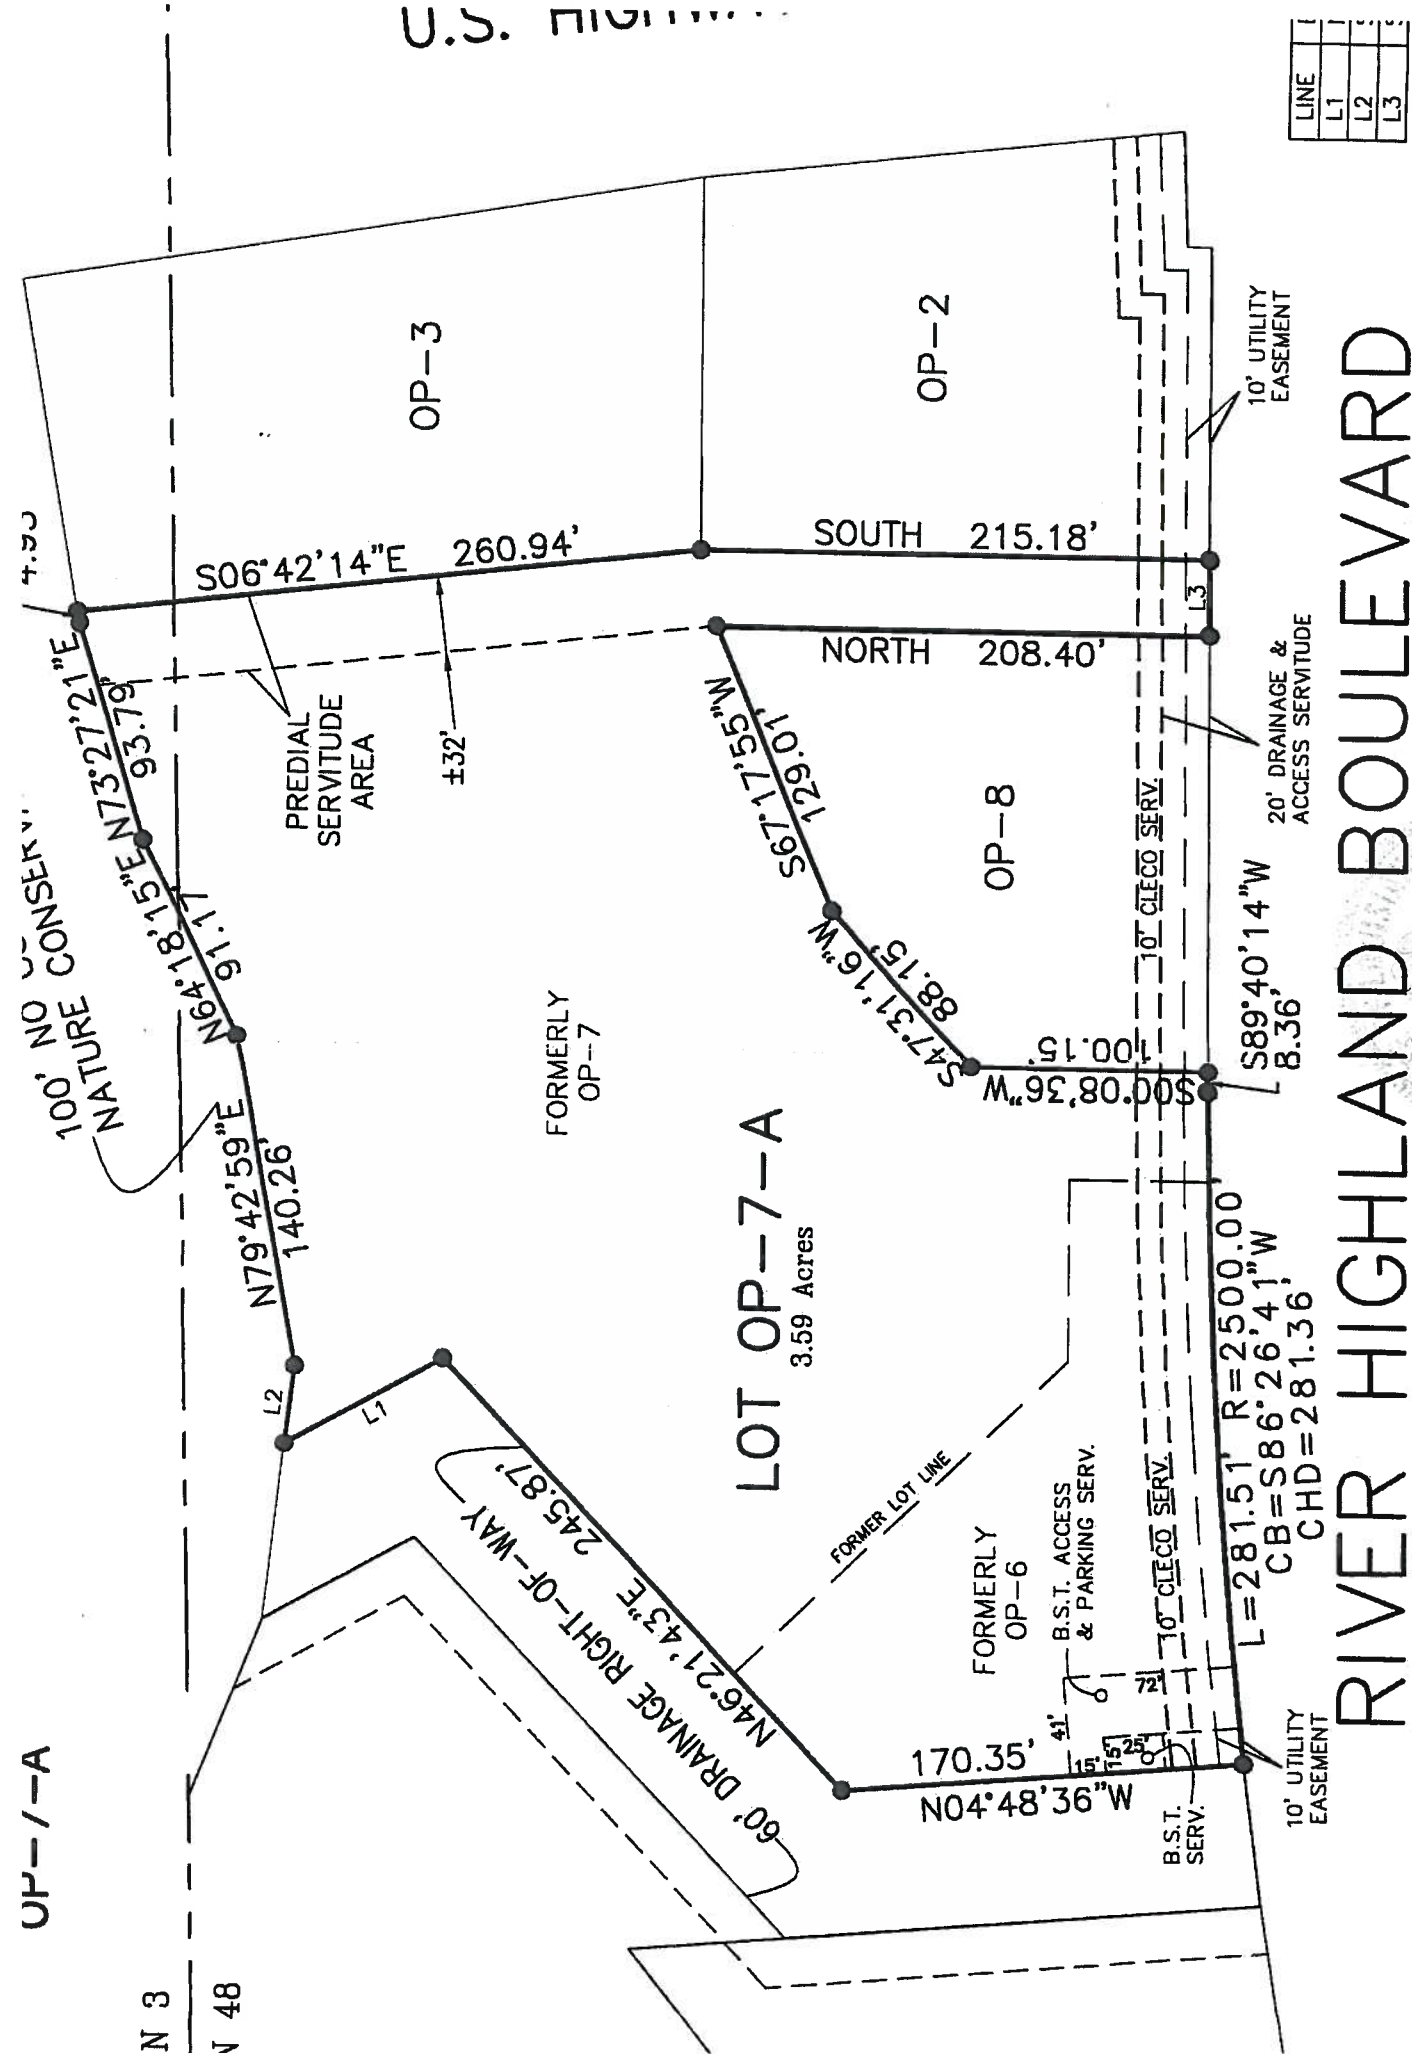 U.S.
LINE
L1
L2
L3
OP-3
OP-2
10' UTILITY
EASEMENT
S06°42'14"E 260.94'
SOUTH 215.18'
L3
NORTH 208.40'
20' DRAINAGE &
ACCESS SERVITUDE
PREDIAL
SERVITUDE
AREA
±32'
N73°27'21"E
93.79'
N64°18'15"E
91.17'
100' NO
NATURE
N79°42'59"E
140.26'
L2
L1
S67°17'55"W
129.01'
S47°31'16"W
88.15'
OP-8
10' CLECO SERV.
S00°08'36"W
100.15'
S89°40'14"W
8.36'
FORMERLY
OP-7
LOT OP-7-A
3.59 Acres
FORMER LOT LINE
FORMERLY
OP-6
B.S.T. ACCESS
& PARKING SERV.
10' CLECO SERV.
41'
72'
15'
15'
25'
L=281.51' R=2500.00
CB=S86°26'41"W
CHD=281.36'
RIVER HIGHLAND BOULEVARD
N46°21'43"E 245.87'
60' DRAINAGE RIGHT-OF-WAY
170.35'
N04°48'36"W
B.S.T.
SERV.
10' UTILITY
EASEMENT
N 3
N 48